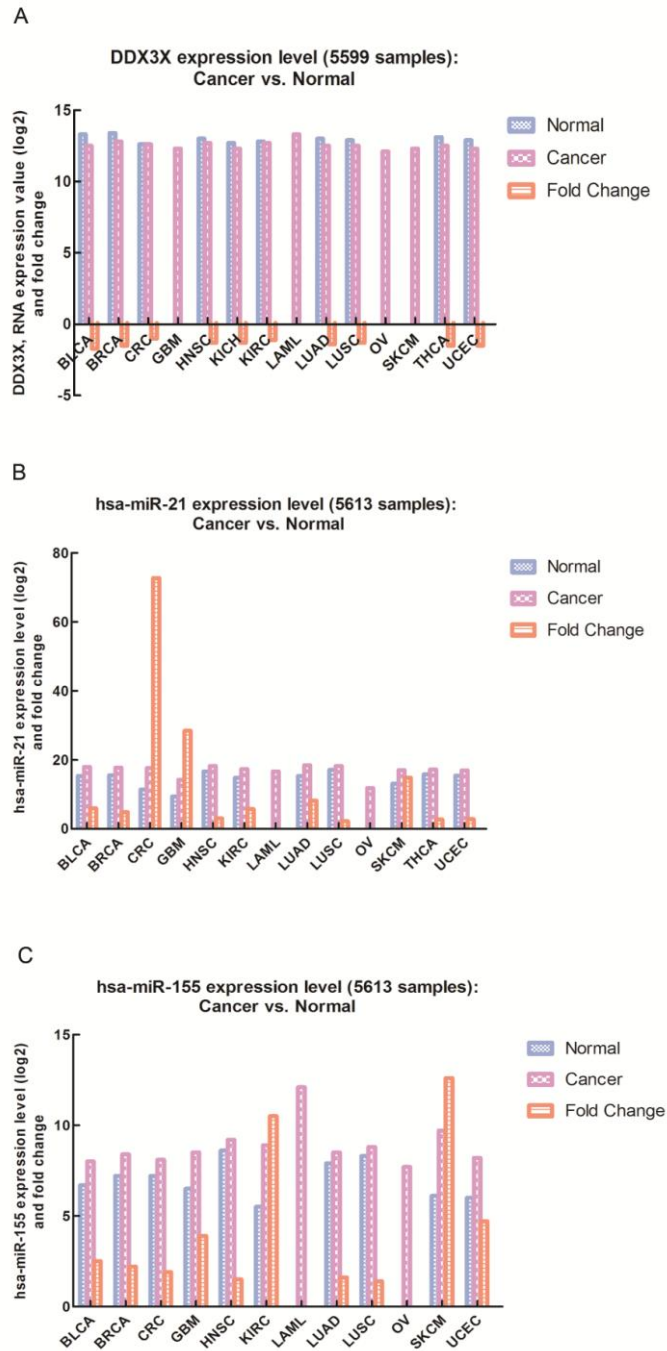 A
DDX3X expression level (5599 samples):
Cancer vs. Normal
DDX3X, RNA expression value (log2)
and fold change
15
10
5
0
-5
BLCA
BRCA
CRC
GBM
HNSC
KICH
KIRC
LAML
LUAD
LUSC
OV
SKCM
THCA
UCEC
Normal
Cancer
Fold Change
B
hsa-miR-21 expression level (5613 samples):
Cancer vs. Normal
hsa-miR-21 expression level (log2)
and fold change
80
60
40
20
0
BLCA
BRCA
CRC
GBM
HNSC
KIRC
LAML
LUAD
LUSC
OV
SKCM
THCA
UCEC
Normal
Cancer
Fold Change
C
hsa-miR-155 expression level (5613 samples):
Cancer vs. Normal
hsa-miR-155 expression level (log2)
and fold change
15
10
5
0
BLCA
BRCA
CRC
GBM
HNSC
KIRC
LAML
LUAD
LUSC
OV
SKCM
UCEC
Normal
Cancer
Fold Change